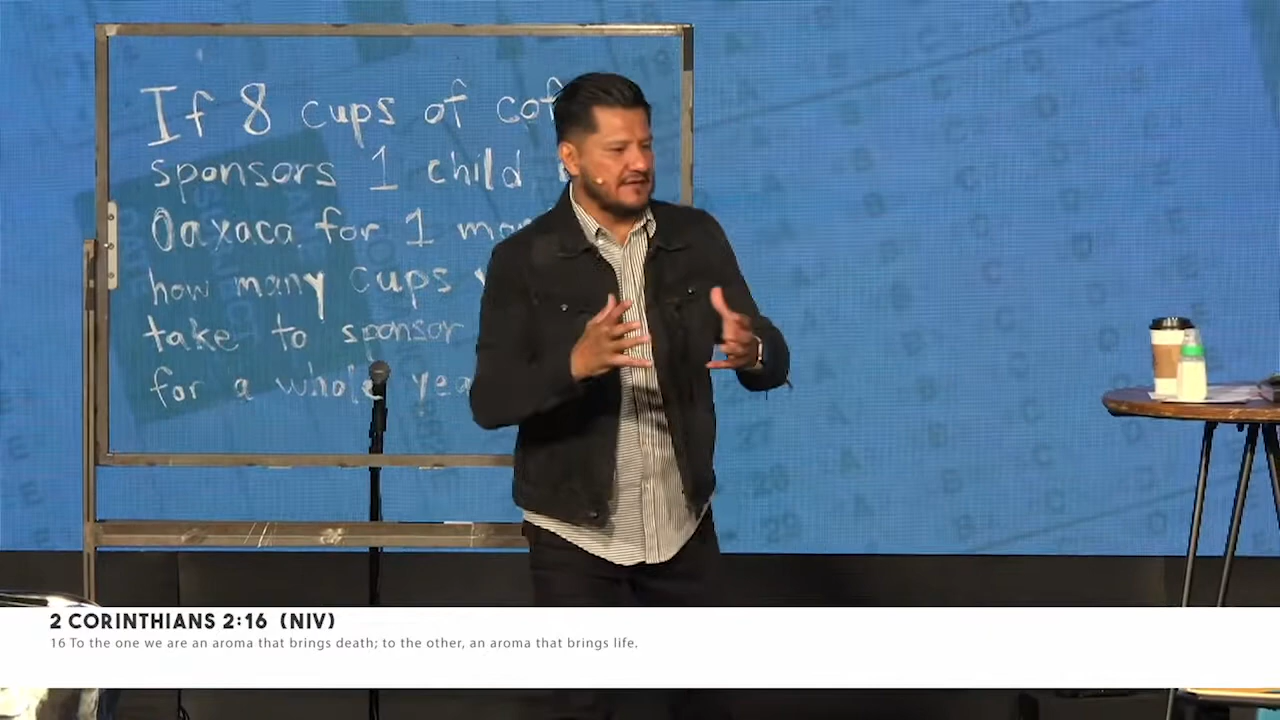 If 8 cups of cof
sponsors 1 child
Oaxaca for 1 mo
how many cups
take to sponsor
for a whole yea
2 CORINTHIANS 2:16 (NIV)
16 To the one we are an aroma that brings death; to the other, an aroma that brings life.